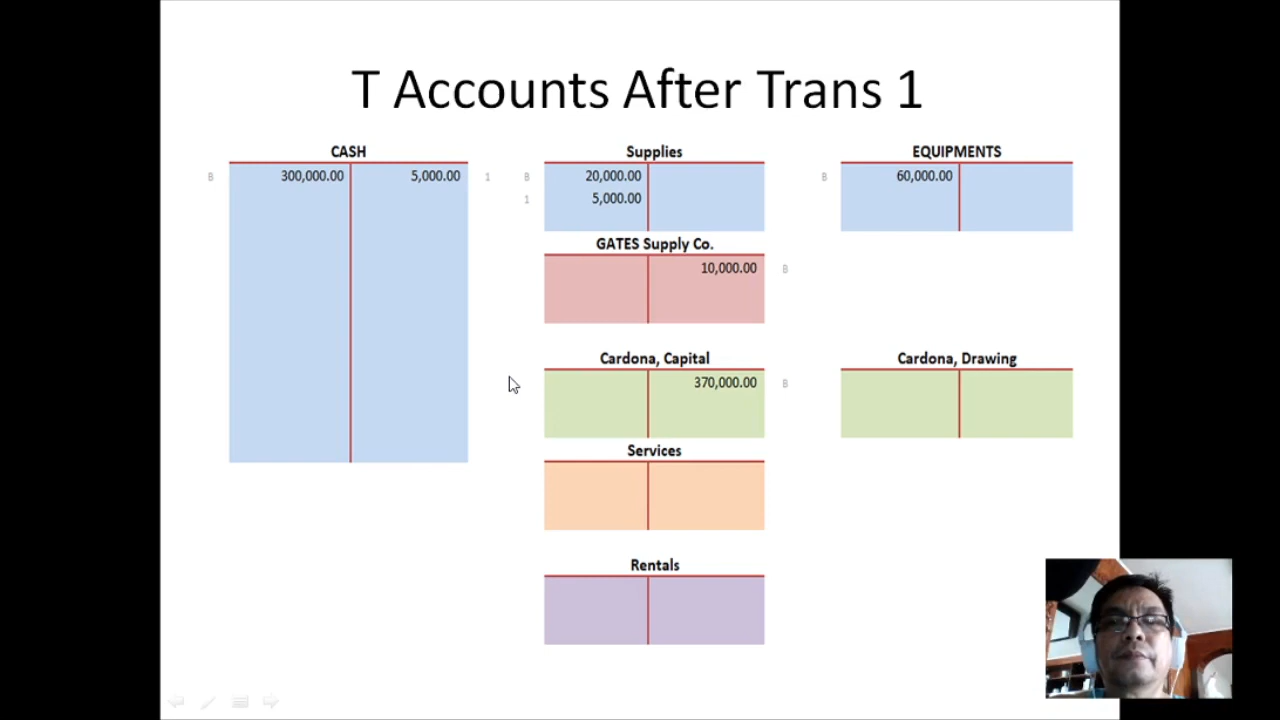 T Accounts After Trans 1
CASH
B 300,000.00 5,000.00 1
Supplies
B 20,000.00
1 5,000.00
EQUIPMENTS
B 60,000.00
GATES Supply Co.
10,000.00 B
Cardona, Capital
370,000.00 B
Cardona, Drawing
Services
Rentals